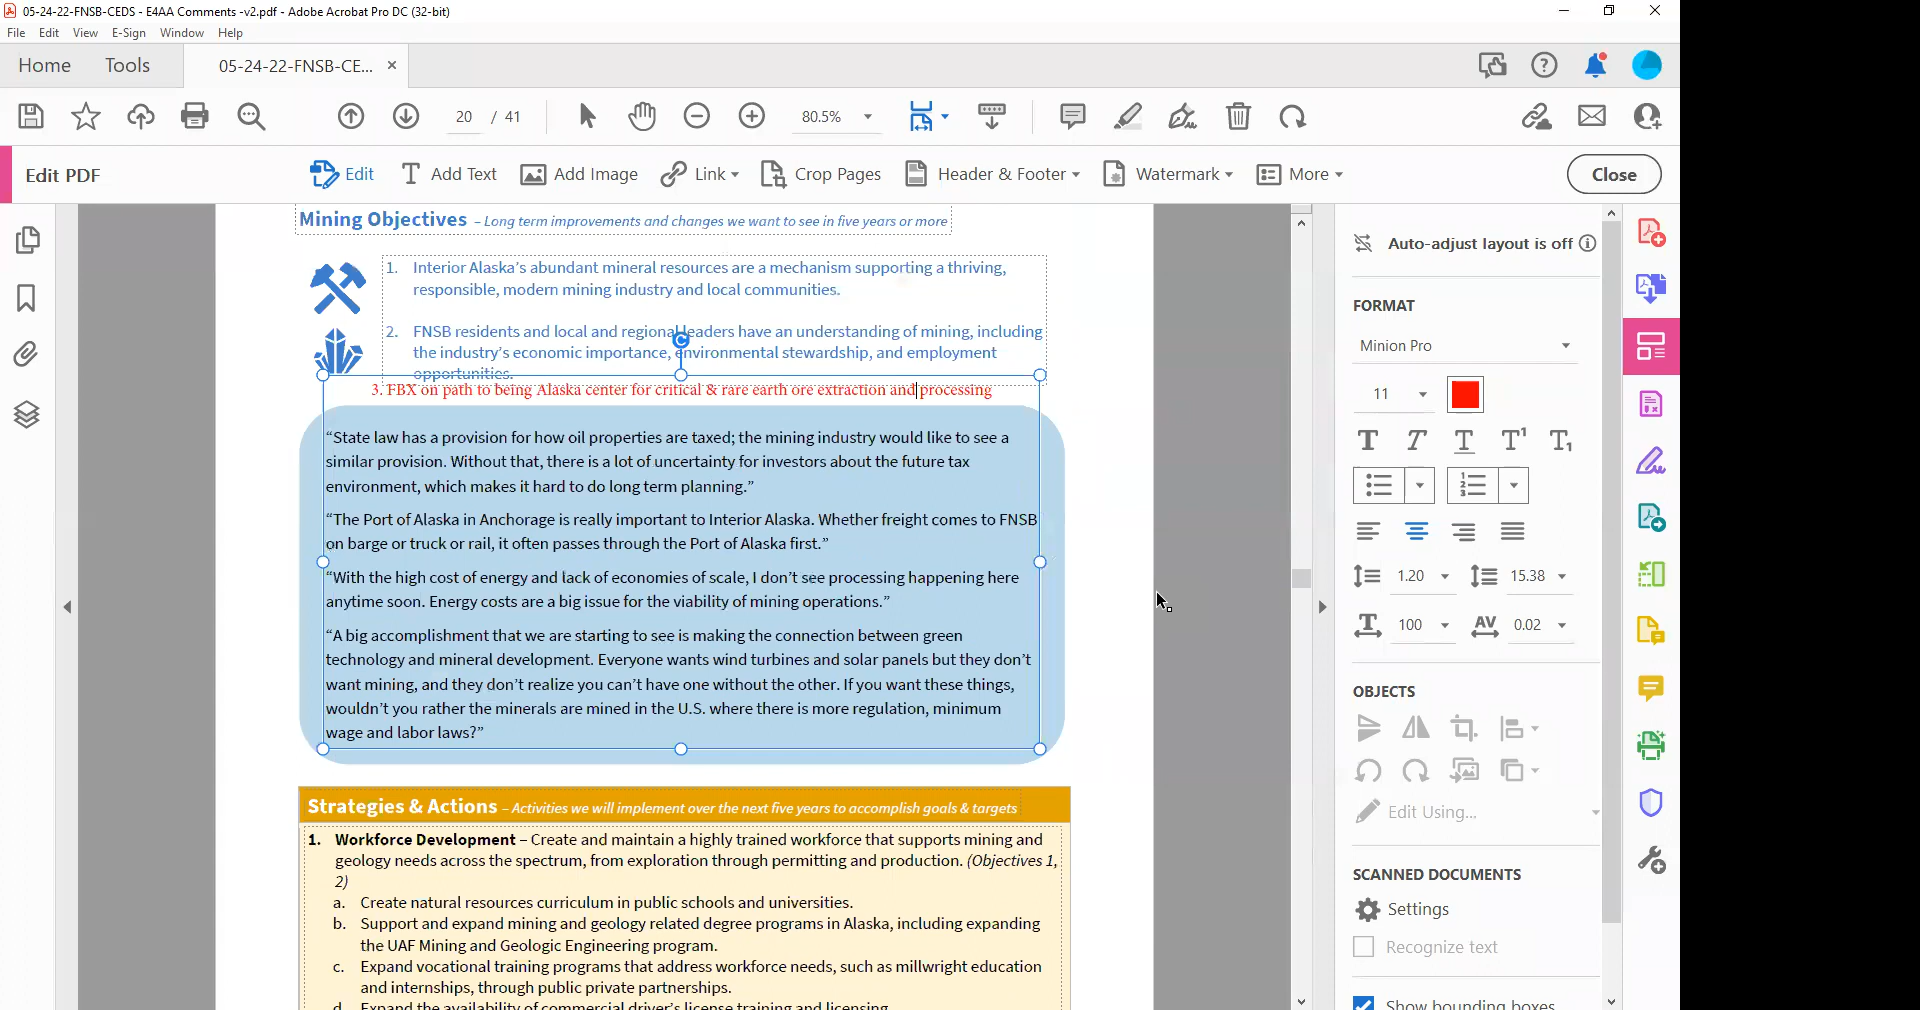 05-24-22-FNSB-CEDS - E4AA Comments -v2.pdf - Adobe Acrobat Pro DC (32-bit)
File Edit View E-Sign Window Help
Home Tools 05-24-22-FNSB-CE...
20 / 41 80.5%
Edit PDF Edit Add Text Add Image Link Crop Pages Header & Footer Watermark More Close
Mining Objectives – Long term improvements and changes we want to see in five years or more
1. Interior Alaska’s abundant mineral resources are a mechanism supporting a thriving,
responsible, modern mining industry and local communities.
2. FNSB residents and local and regional leaders have an understanding of mining, including
the industry’s economic importance, environmental stewardship, and employment
opportunities.
3. FBX on path to being Alaska center for critical & rare earth ore extraction and processing
“State law has a provision for how oil properties are taxed; the mining industry would like to see a
similar provision. Without that, there is a lot of uncertainty for investors about the future tax
environment, which makes it hard to do long term planning.”
“The Port of Alaska in Anchorage is really important to Interior Alaska. Whether freight comes to FNSB
on barge or truck or rail, it often passes through the Port of Alaska first.”
“With the high cost of energy and lack of economies of scale, I don’t see processing happening here
anytime soon. Energy costs are a big issue for the viability of mining operations.”
“A big accomplishment that we are starting to see is making the connection between green
technology and mineral development. Everyone wants wind turbines and solar panels but they don’t
want mining, and they don’t realize you can’t have one without the other. If you want these things,
wouldn’t you rather the minerals are mined in the U.S. where there is more regulation, minimum
wage and labor laws?”
Strategies & Actions – Activities we will implement over the next five years to accomplish goals & targets
1. Workforce Development – Create and maintain a highly trained workforce that supports mining and
geology needs across the spectrum, from exploration through permitting and production. (Objectives 1,
2)
a. Create natural resources curriculum in public schools and universities.
b. Support and expand mining and geology related degree programs in Alaska, including expanding
the UAF Mining and Geologic Engineering program.
c. Expand vocational training programs that address workforce needs, such as millwright education
and internships, through public private partnerships.
d. Expand the availability of commercial driver’s license training and licensing.
Auto-adjust layout is off
FORMAT
Minion Pro
11
1.20 15.38
100 0.02
OBJECTS
Edit Using...
SCANNED DOCUMENTS
Settings
Recognize text
Show bounding boxes